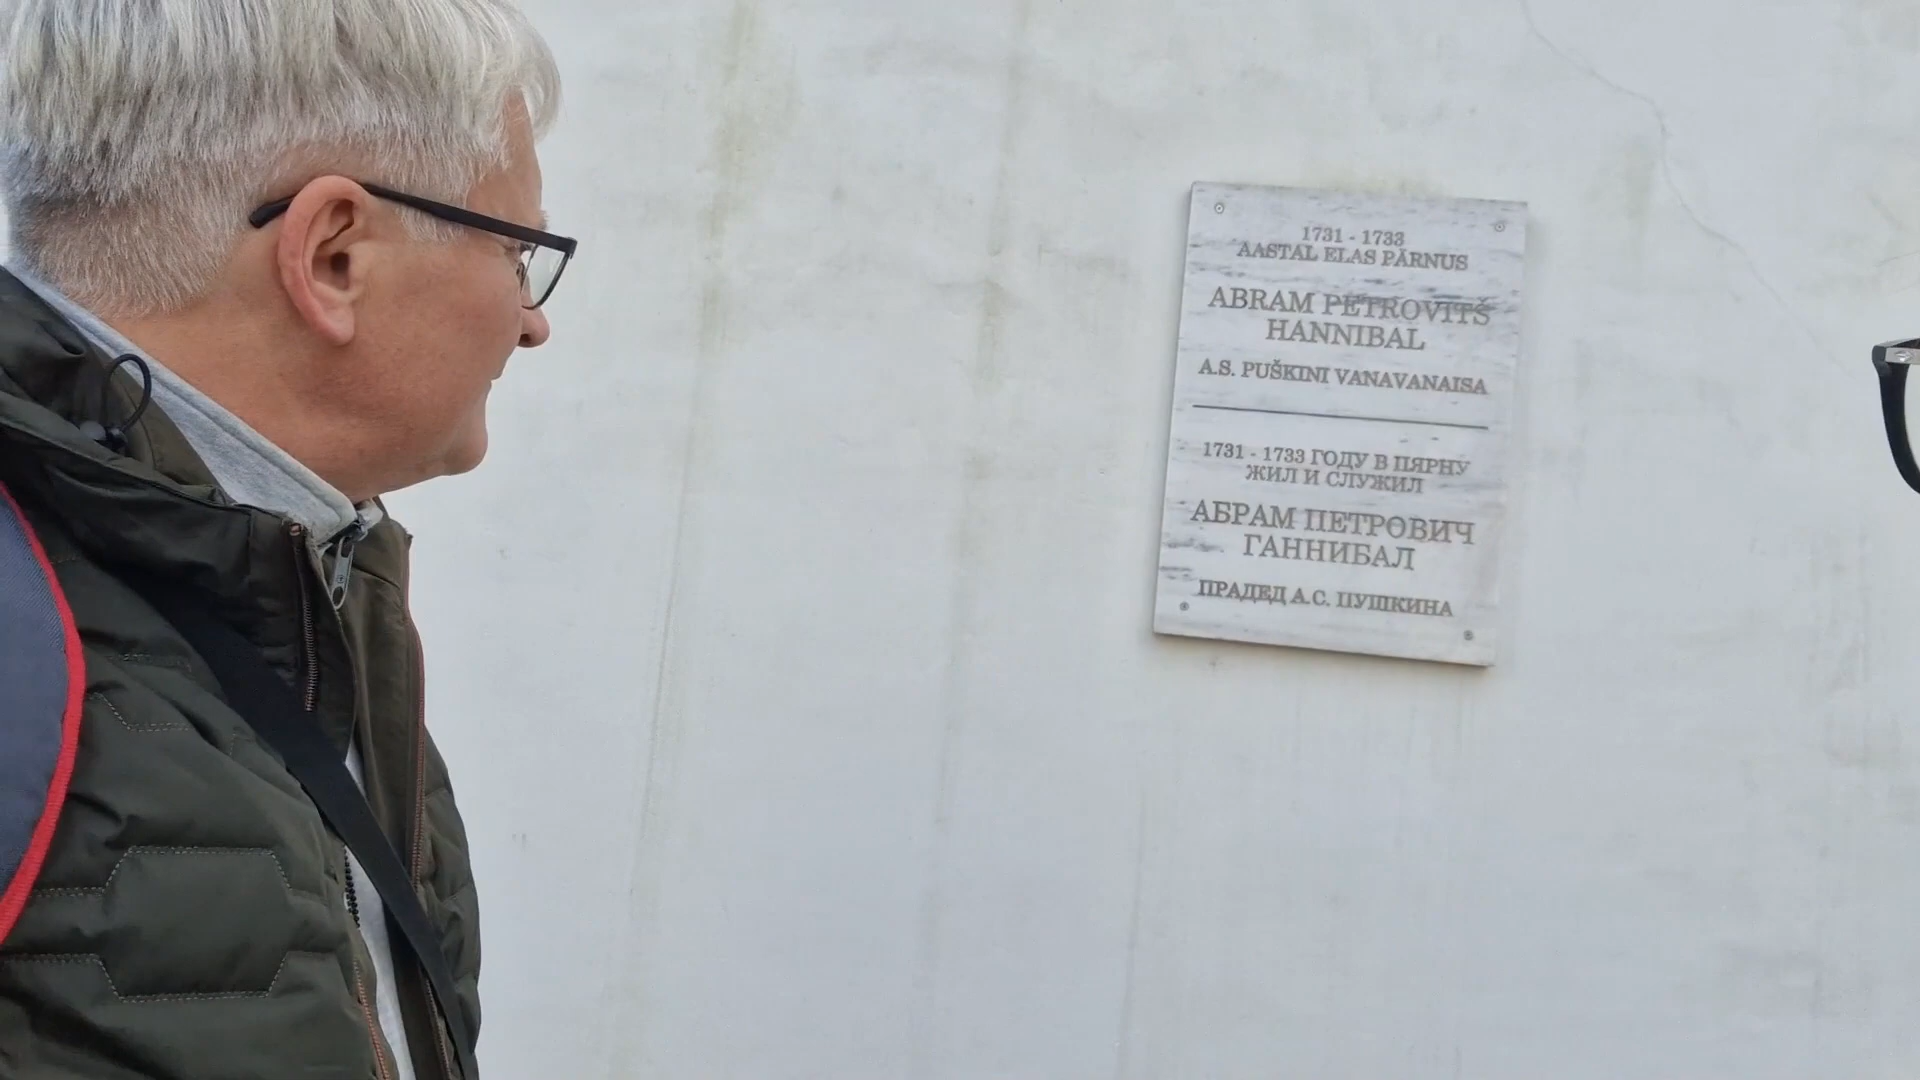 1731 - 1733
AASTAL ELAS PÄRNUS
ABRAM PETROVITŠ
HANNIBAL
A.S. PUŠKINI VANAVANAISA
1731 - 1733 ГОДУ В ПЯРНУ
ЖИЛ И СЛУЖИЛ
АБРАМ ПЕТРОВИЧ
ГАННИБАЛ
ПРАДЕД А.С. ПУШКИНА